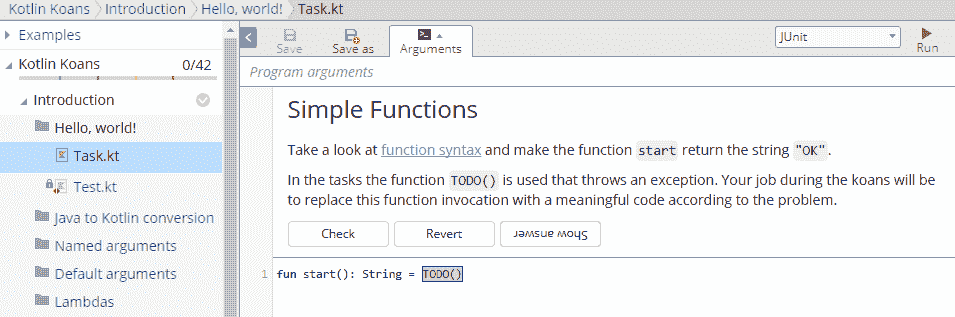 Kotlin Koans Introduction Hello, world! Task.kt
Examples
Kotlin Koans 0/42
Introduction
Hello, world!
Task.kt
Test.kt
Java to Kotlin conversion
Named arguments
Default arguments
Lambdas
Save
Save as
Arguments
JUnit
Run
Program arguments
Simple Functions
Take a look at function syntax and make the function start return the string "OK".
In the tasks the function TODO() is used that throws an exception. Your job during the koans will be
to replace this function invocation with a meaningful code according to the problem.
Check
Revert
Show answer
1 fun start(): String = TODO()